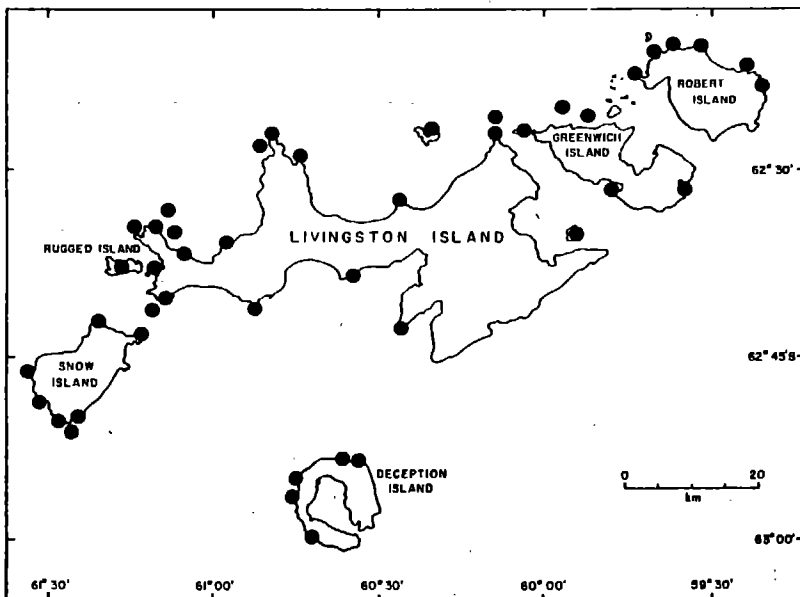 ROBERT
ISLAND
GREENWICH
ISLAND
62° 30'
LIVINGSTON ISLAND
RUGGED ISLAND
62° 45'S
SNOW
ISLAND
DECEPTION
ISLAND
0 20
km
63° 00'
61° 30' 61° 00' 60° 30' 60° 00' 59° 30'